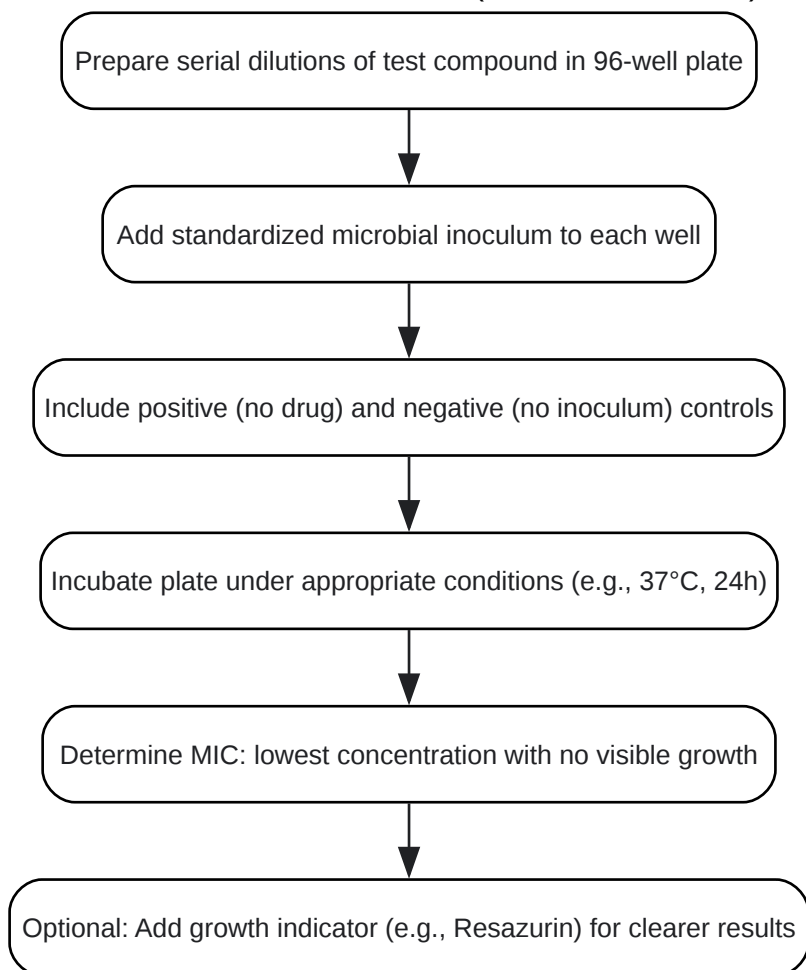 Prepare serial dilutions of test compound in 96-well plate
Add standardized microbial inoculum to each well
Include positive (no drug) and negative (no inoculum) controls
Incubate plate under appropriate conditions (e.g., 37°C, 24h)
Determine MIC: lowest concentration with no visible growth
Optional: Add growth indicator (e.g., Resazurin) for clearer results